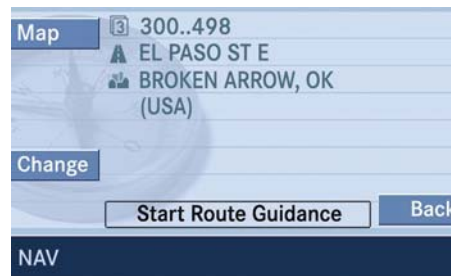 Map
3 300..498
EL PASO ST E
BROKEN ARROW, OK
(USA)
Change
Start Route Guidance
Back
NAV